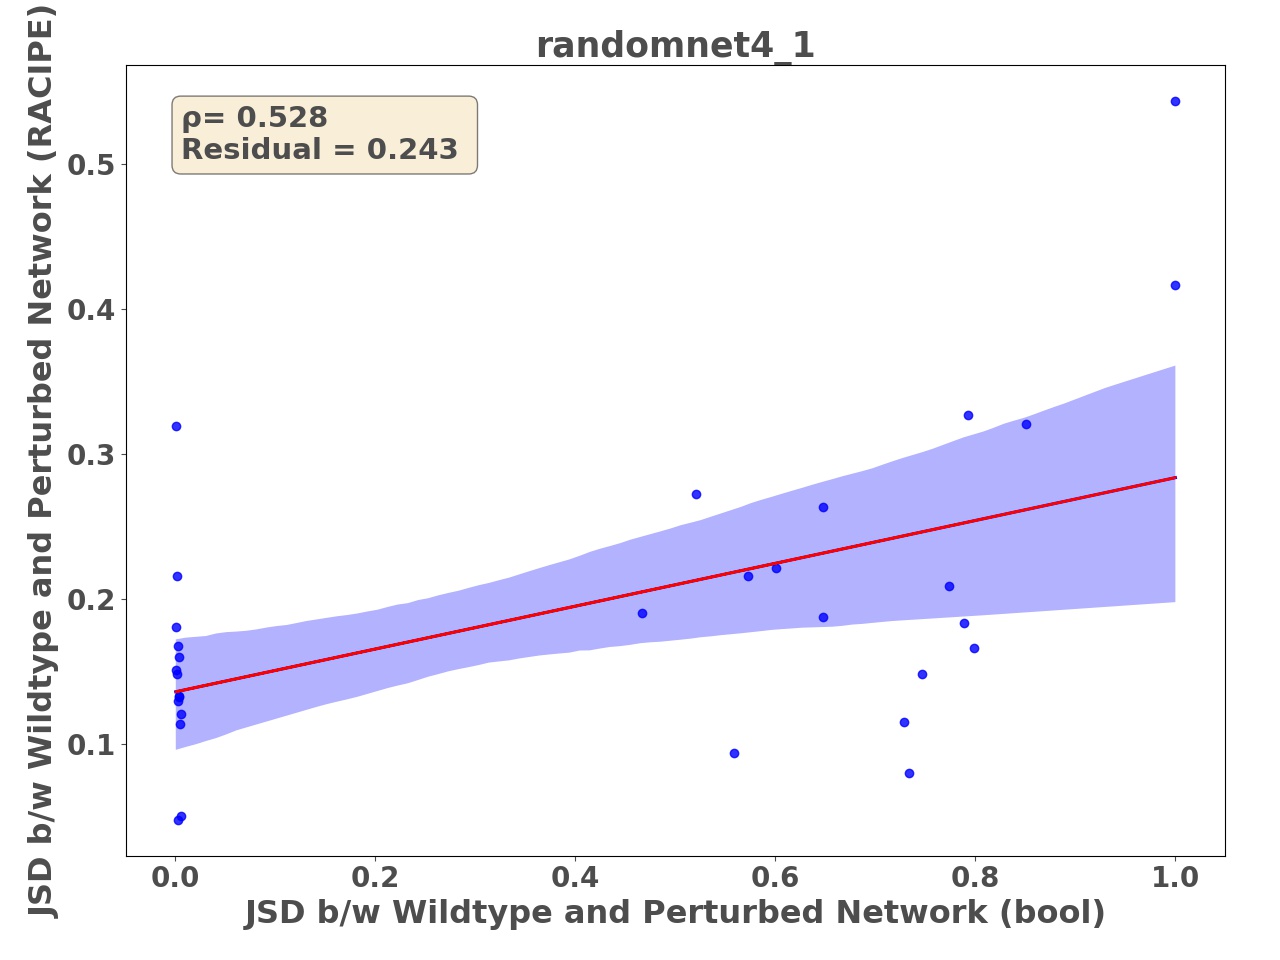 randomnet4_1
ρ= 0.528
Residual = 0.243
JSD b/w Wildtype and Perturbed Network (RACIPE)
0.5
0.4
0.3
0.2
0.1
0.0 0.2 0.4 0.6 0.8 1.0
JSD b/w Wildtype and Perturbed Network (bool)